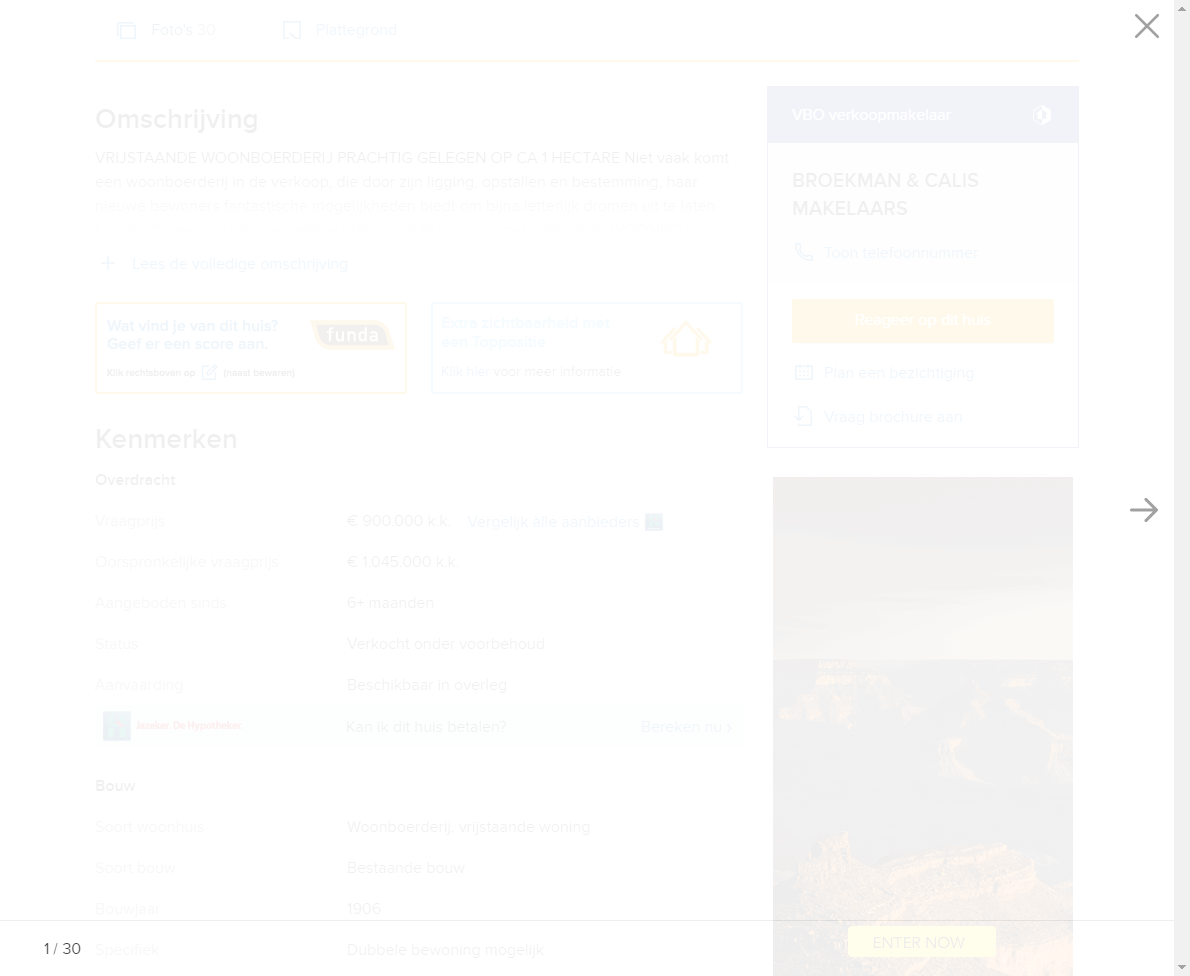 Foto's 30
Plattegrond
Omschrijving
VRIJSTAANDE WOONBOERDERIJ PRACHTIG GELEGEN OP CA 1 HECTARE Niet vaak komt
een woonboerderij in de verkoop, die door zijn ligging, opstallen en bestemming, haar
nieuwe bewoners fantastische mogelijkheden biedt om bijna letterlijk dromen uit te laten
Lees de volledige omschrijving
Wat vind je van dit huis?
Geef er een score aan.
funda
Klik rechtsboven op (naast bewaren)
Extra zichtbaarheid met
een Toppositie
Klik hier voor meer informatie
Kenmerken
Overdracht
Vraagprijs € 900.000 k.k. Vergelijk alle aanbieders
Oorspronkelijke vraagprijs € 1.045.000 k.k.
Aangeboden sinds 6+ maanden
Status Verkocht onder voorbehoud
Aanvaarding Beschikbaar in overleg
Jazeker. De Hypotheker. Kan ik dit huis betalen? Bereken nu ›
Bouw
Soort woonhuis Woonboerderij, vrijstaande woning
Soort bouw Bestaande bouw
Bouwjaar 1906
Specifiek Dubbele bewoning mogelijk
VBO verkoopmakelaar
BROEKMAN & CALIS
MAKELAARS
Toon telefoonnummer
Reageer op dit huis
Plan een bezichtiging
Vraag brochure aan
ENTER NOW
1 / 30